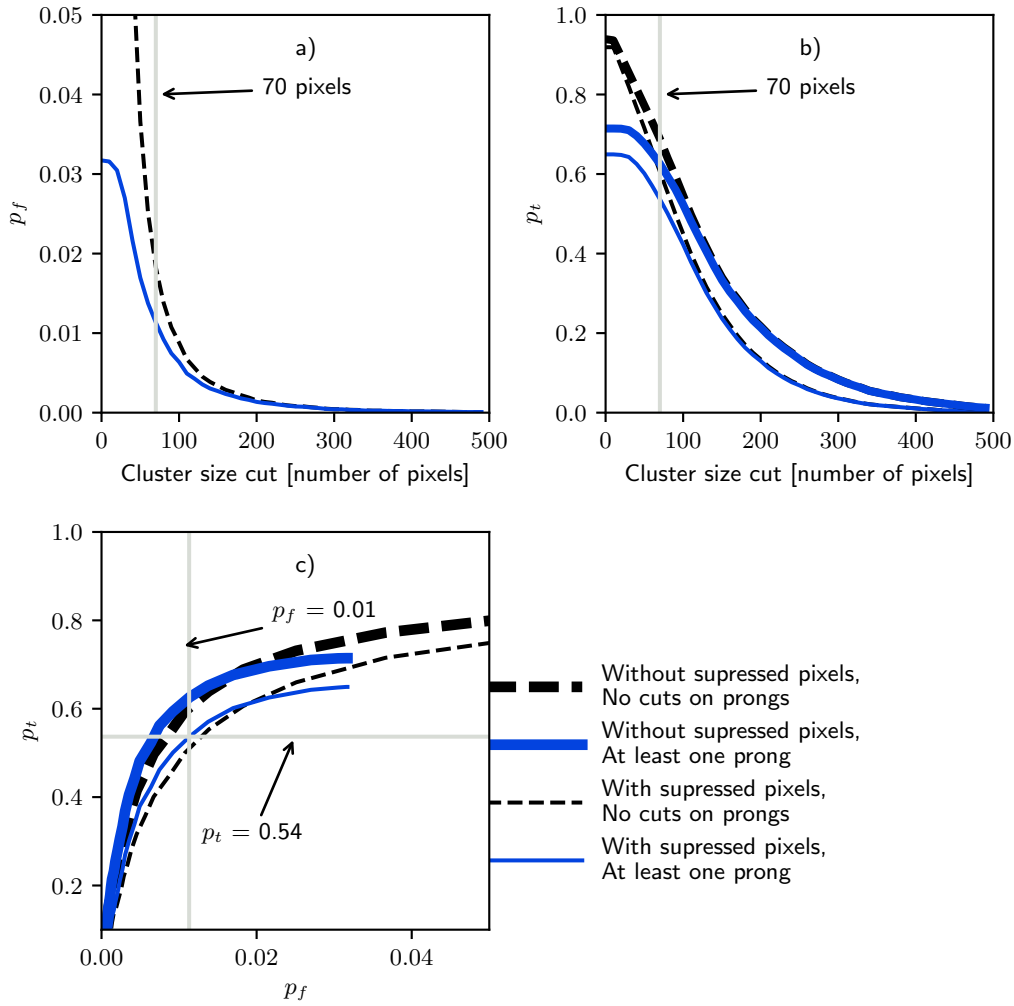 a)
70 pixels
0.05
0.04
0.03
0.02
0.01
0.00
p_f
0 100 200 300 400 500
Cluster size cut [number of pixels]
b)
70 pixels
1.0
0.8
0.6
0.4
0.2
0.0
p_t
0 100 200 300 400 500
Cluster size cut [number of pixels]
c)
p_f = 0.01
p_t = 0.54
1.0
0.8
0.6
0.4
0.2
p_t
0.00 0.02 0.04
p_f
Without supressed pixels,
No cuts on prongs
Without supressed pixels,
At least one prong
With supressed pixels,
No cuts on prongs
With supressed pixels,
At least one prong